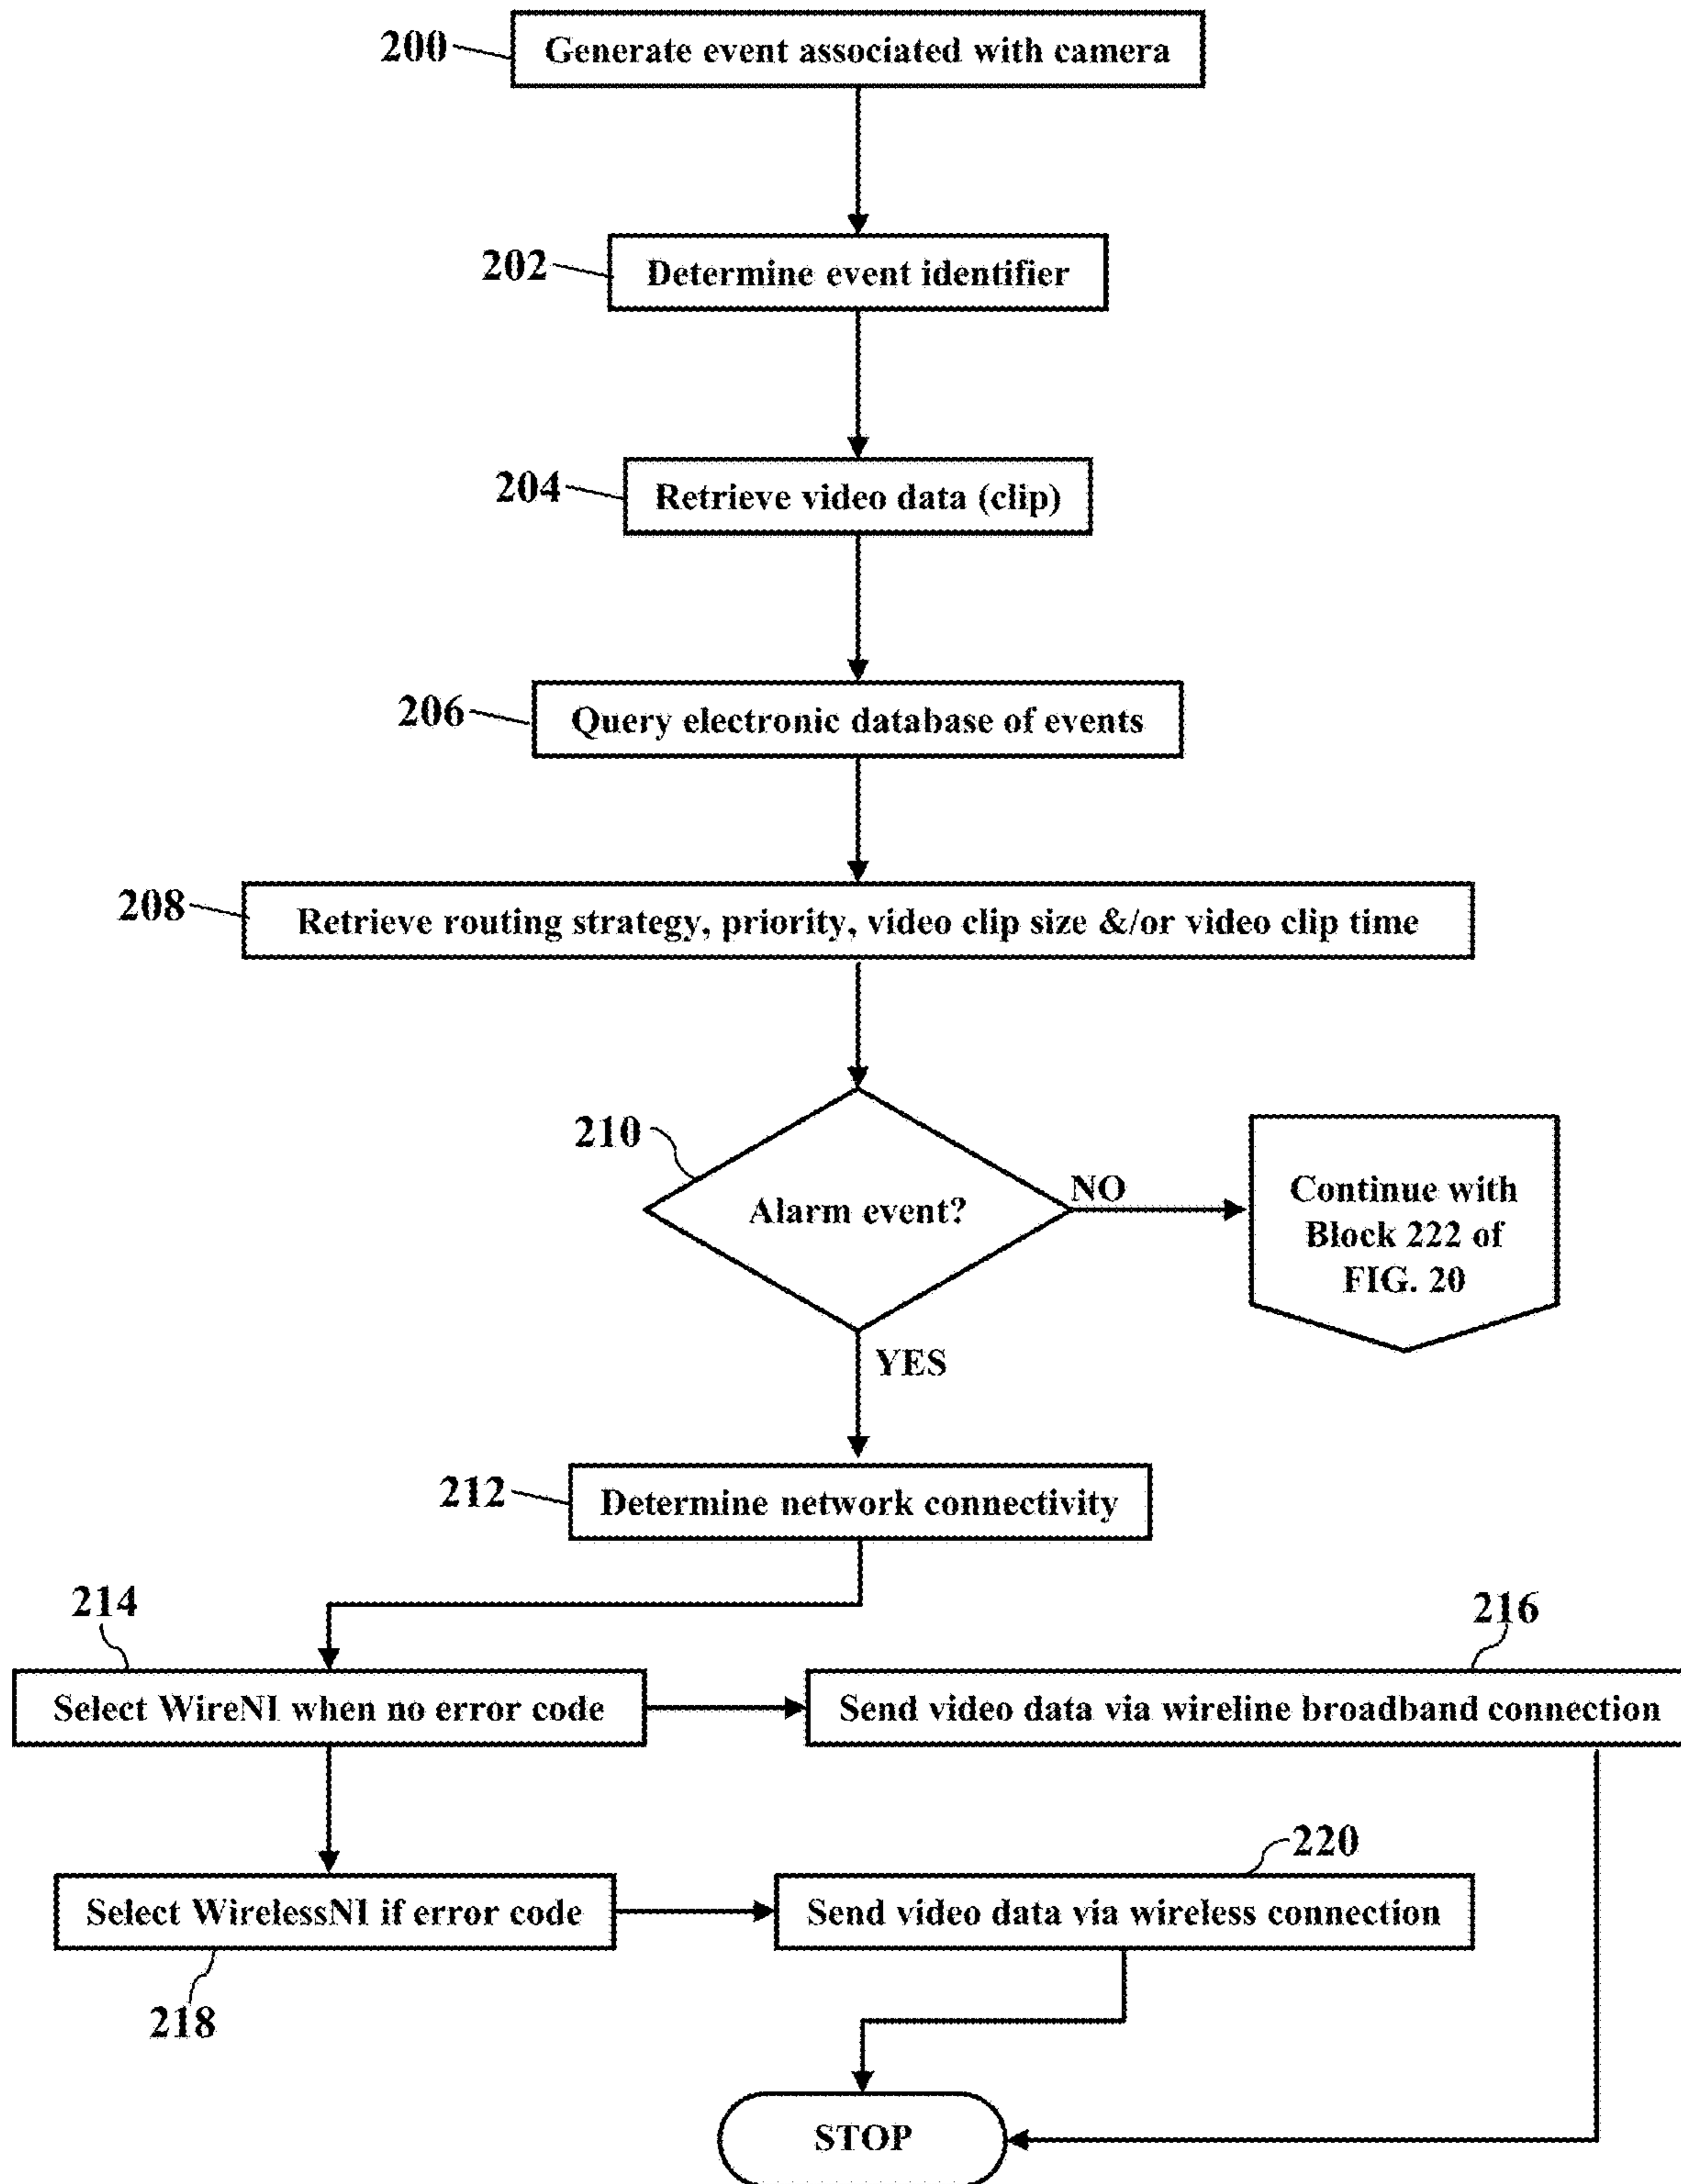 200
Generate event associated with camera
202
Determine event identifier
204
Retrieve video data (clip)
206
Query electronic database of events
208
Retrieve routing strategy, priority, video clip size &/or video clip time
210
Alarm event?
NO
Continue with
Block 222 of
FIG. 20
YES
212
Determine network connectivity
214
216
Select WireNI when no error code
Send video data via wireline broadband connection
220
Select WirelessNI if error code
Send video data via wireless connection
218
STOP